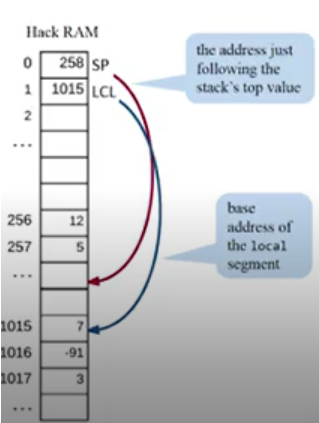 Hack RAM
0 258 SP
1 1015 LCL
2
...
256 12
257 5
...
1015 7
1016 -91
1017 3
...
the address just
following the
stack's top value
base
address of
the local
segment